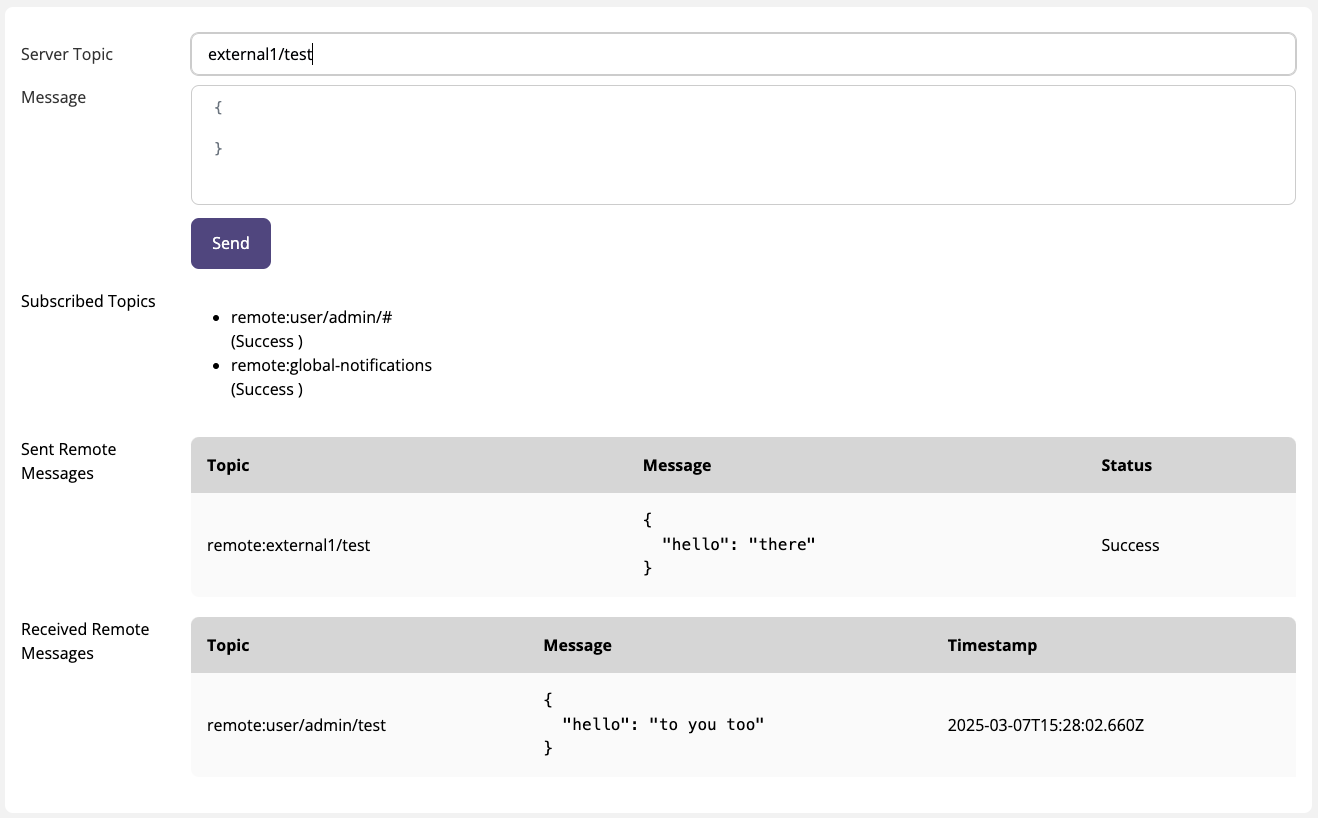 Server Topic
external1/test
Message
{
}
Send
Subscribed Topics
remote:user/admin/#
(Success )
remote:global-notifications
(Success )
Sent Remote
Messages
Topic Message Status
remote:external1/test
{
"hello": "there"
}
Success
Received Remote
Messages
Topic Message Timestamp
remote:user/admin/test
{
"hello": "to you too"
}
2025-03-07T15:28:02.660Z